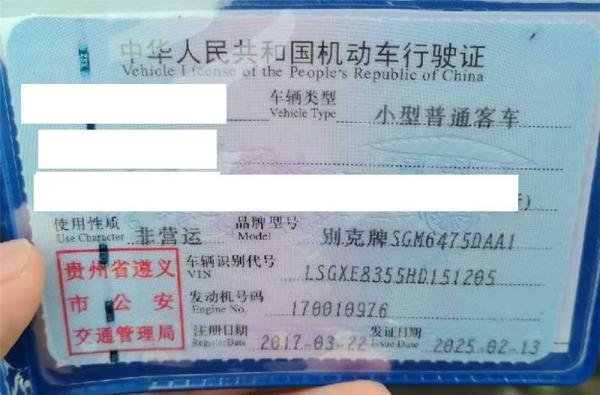 中华人民共和国机动车行驶证
Vehicle License of the People's Republic of China
车辆类型 小型普通客车
Vehicle Type
使用性质 非营运 品牌型号 别克牌SGM6475DAA1
Use Character Model
车辆识别代号 LSGXE8355HD151205
VIN
发动机号码 170010976
Engine No.
贵州省遵义
市公安
交通管理局
注册日期 2017-03-22 发证日期 2025-02-13
Register Date Issue Date